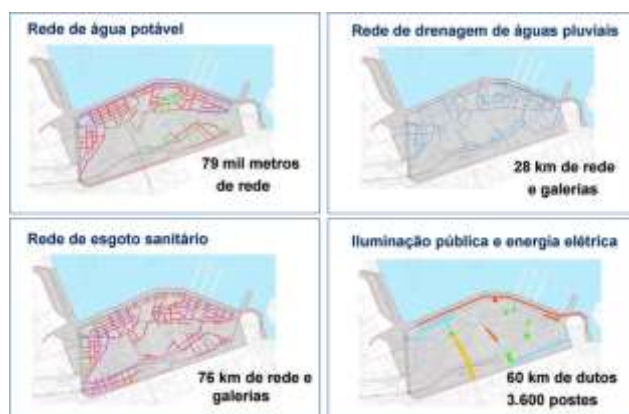 Rede de água potável
79 mil metros
de rede
Rede de drenagem de águas pluviais
28 km de rede
e galerias
Rede de esgoto sanitário
76 km de rede e
galerias
Iluminação pública e energia elétrica
60 km de dutos
3.600 postes